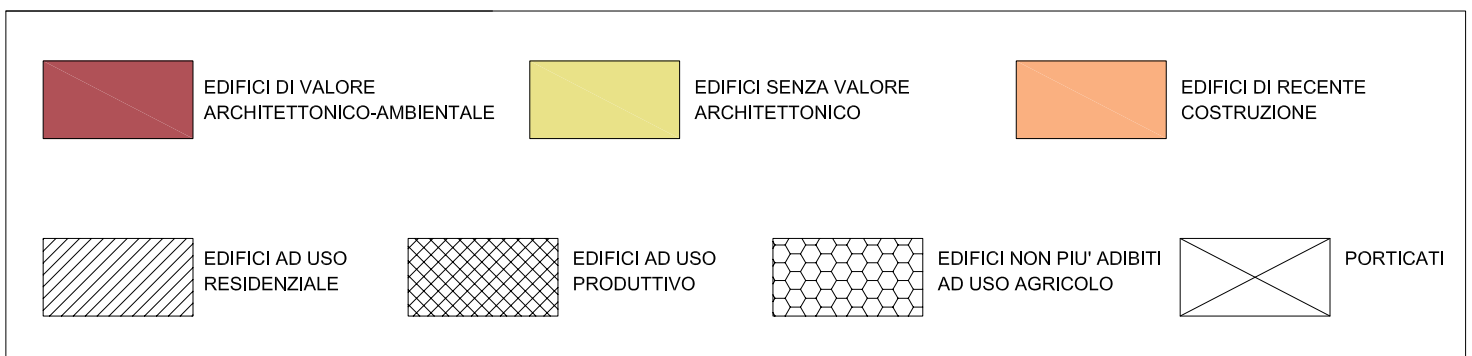 EDIFICI DI VALORE
ARCHITETTONICO-AMBIENTALE
EDIFICI SENZA VALORE
ARCHITETTONICO
EDIFICI DI RECENTE
COSTRUZIONE
EDIFICI AD USO
RESIDENZIALE
EDIFICI AD USO
PRODUTTIVO
EDIFICI NON PIU' ADIBITI
AD USO AGRICOLO
PORTICATI